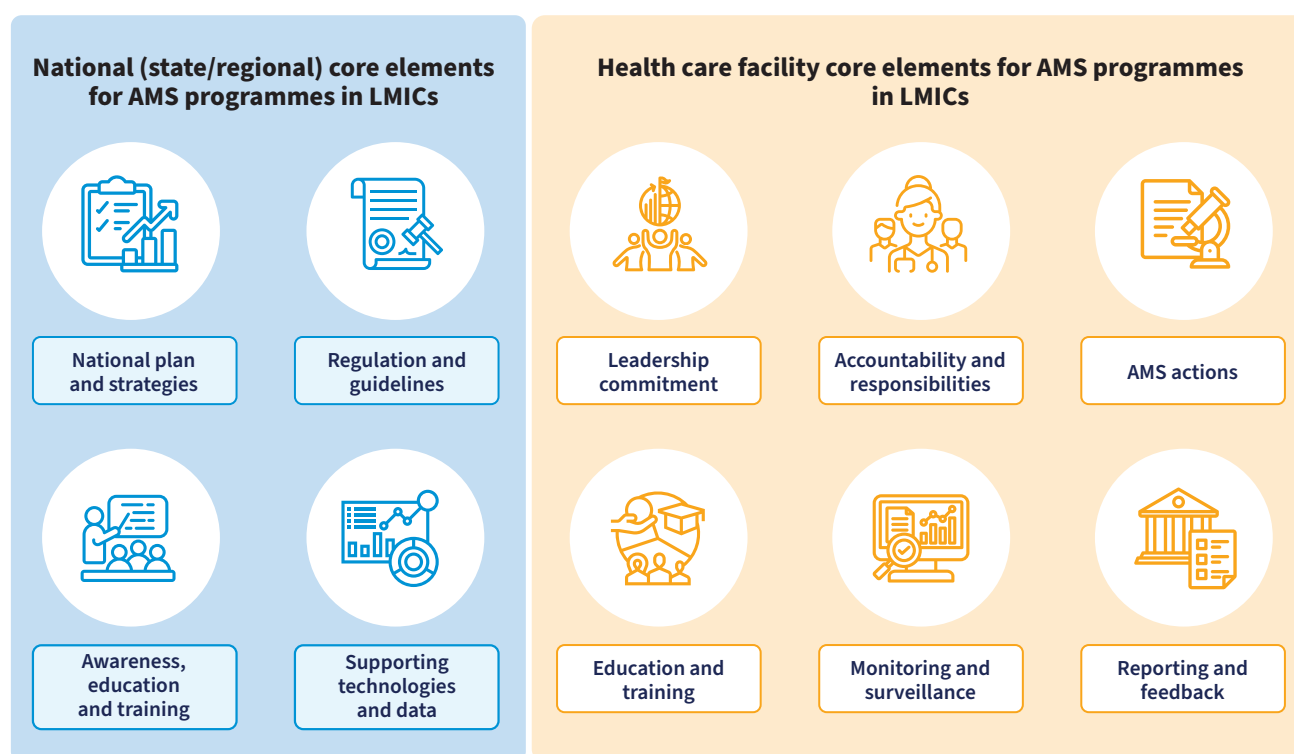 National (state/regional) core elements
for AMS programmes in LMICs
National plan
and strategies
Regulation and
guidelines
Awareness,
education
and training
Supporting
technologies
and data
Health care facility core elements for AMS programmes
in LMICs
Leadership
commitment
Accountability and
responsibilities
AMS actions
Education and
training
Monitoring and
surveillance
Reporting and
feedback